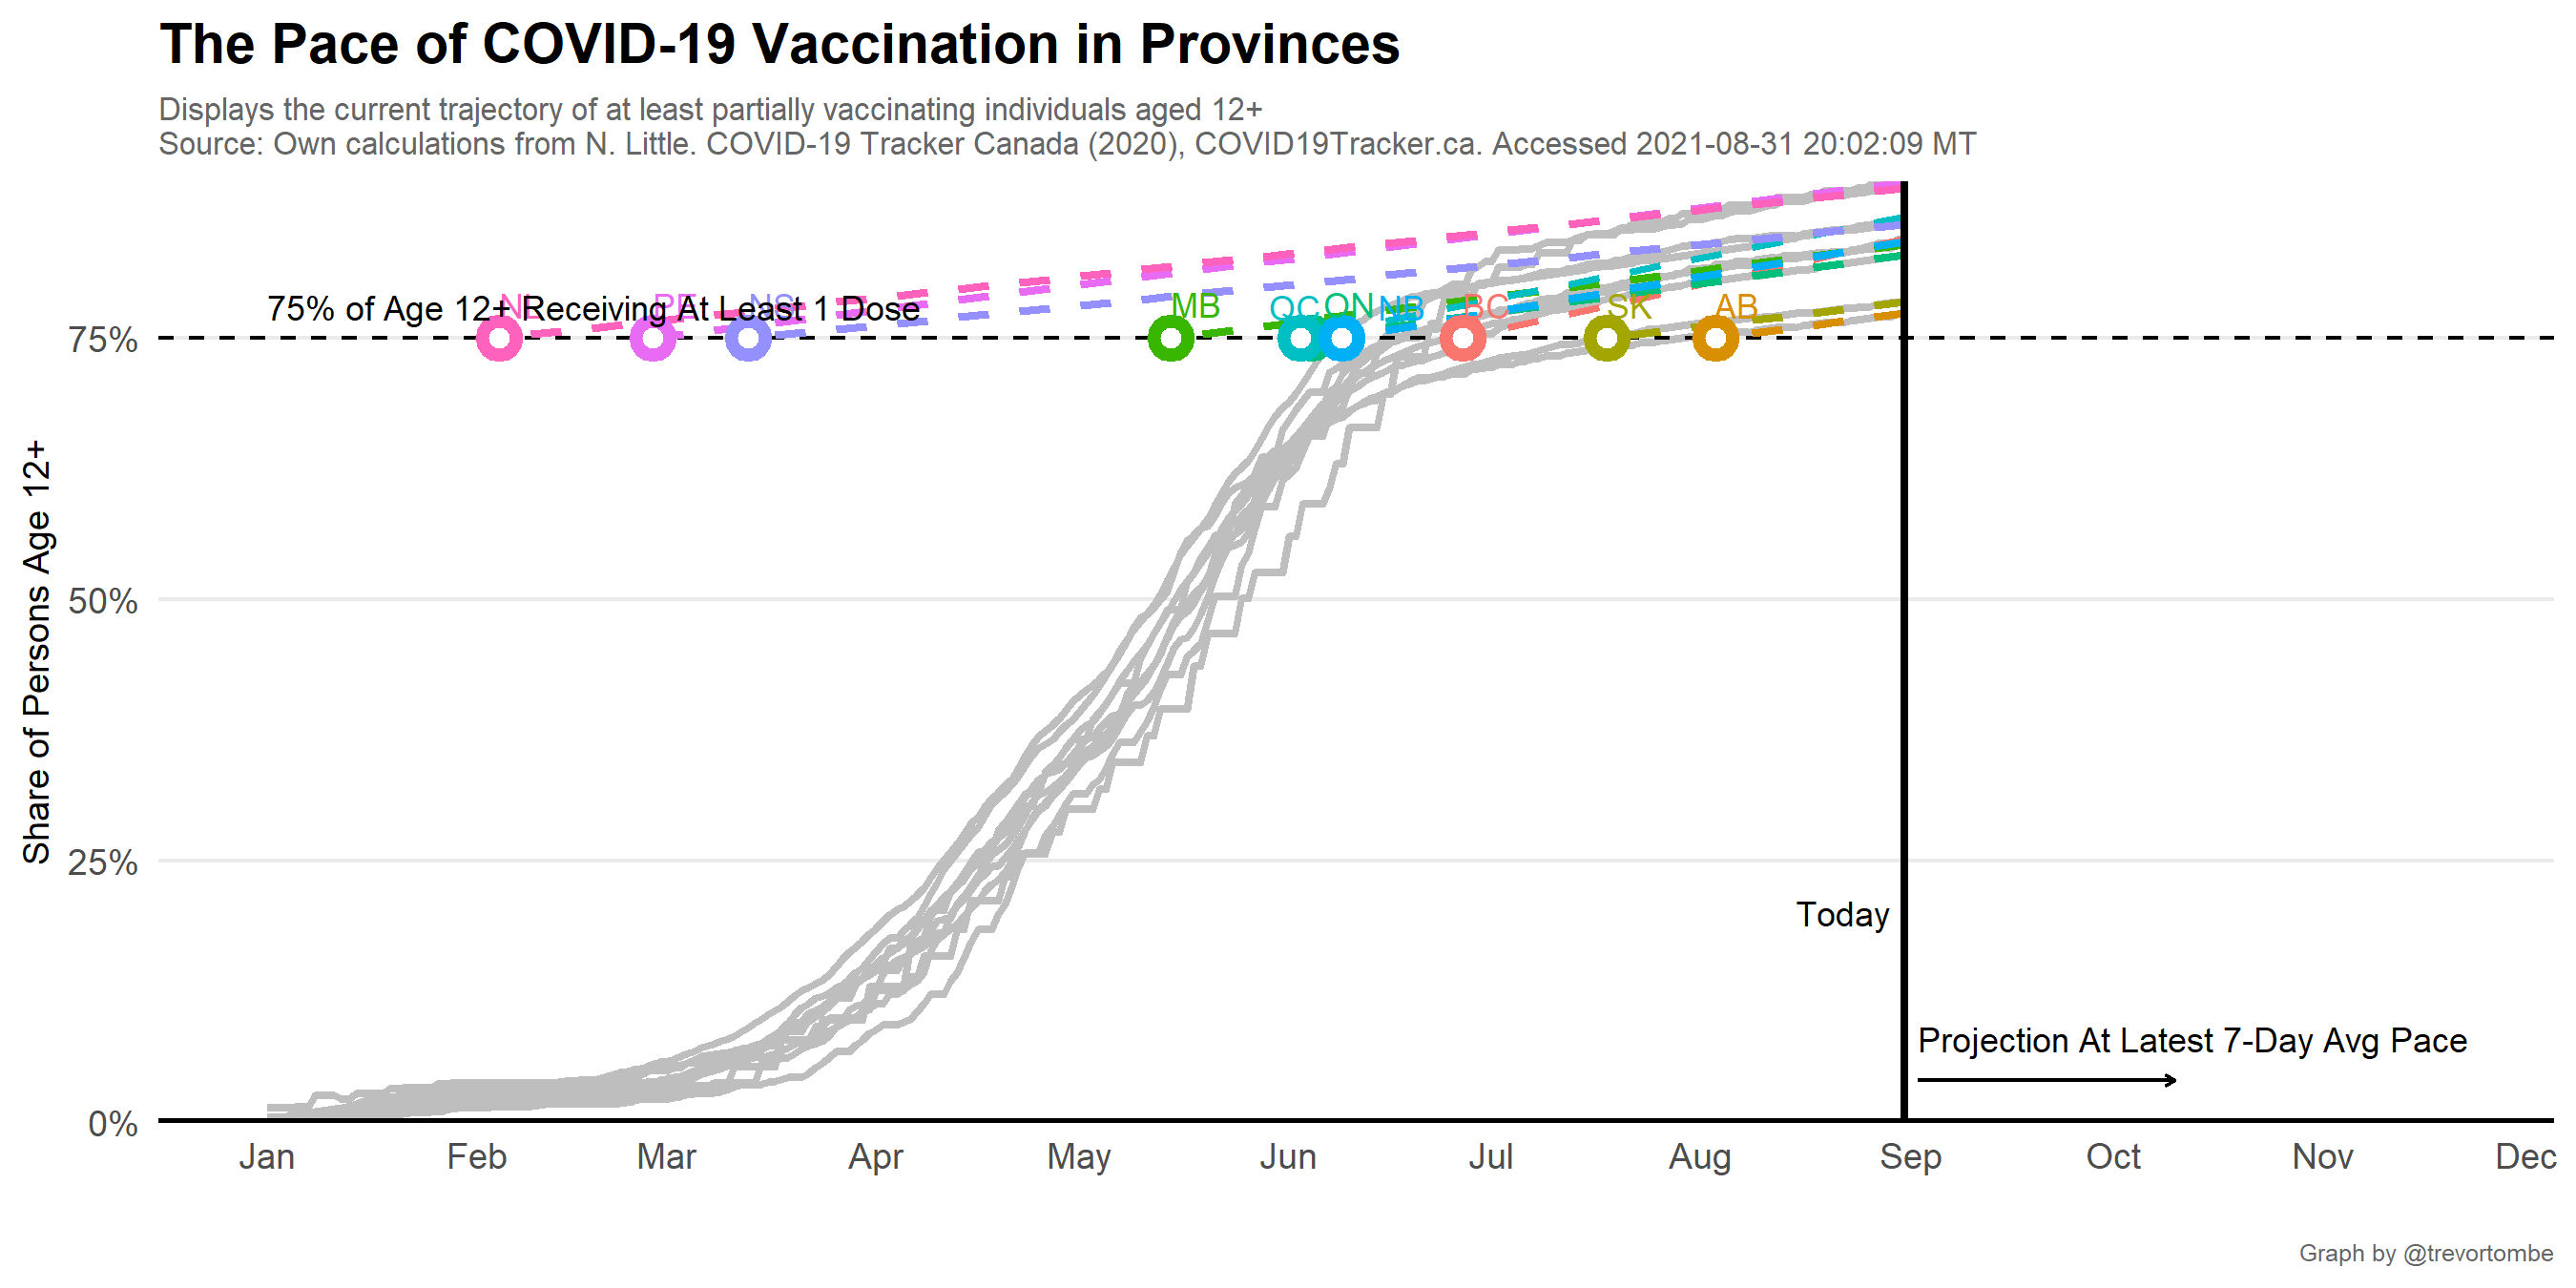 The Pace of COVID-19 Vaccination in Provinces
Displays the current trajectory of at least partially vaccinating individuals aged 12+
Source: Own calculations from N. Little. COVID-19 Tracker Canada (2020), COVID19Tracker.ca. Accessed 2021-08-31 20:02:09 MT
75% of Age 12+ Receiving At Least 1 Dose
NL PE NS MB QC ON NB BC SK AB
75%
50%
25%
0%
Share of Persons Age 12+
Today
Projection At Latest 7-Day Avg Pace
Jan Feb Mar Apr May Jun Jul Aug Sep Oct Nov Dec
Graph by @trevortombe